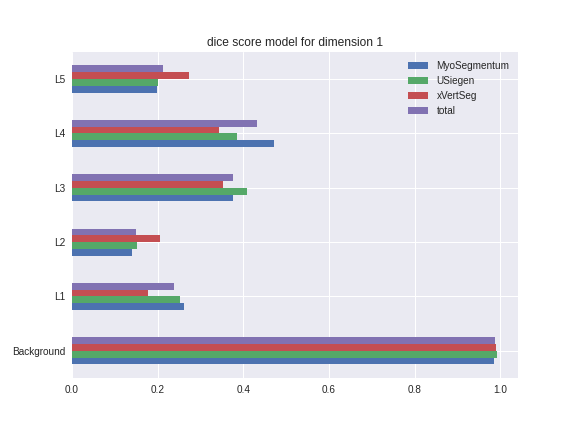 dice score model for dimension 1
MyoSegmentum
USiegen
xVertSeg
total
L5
L4
L3
L2
L1
Background
0.0 0.2 0.4 0.6 0.8 1.0